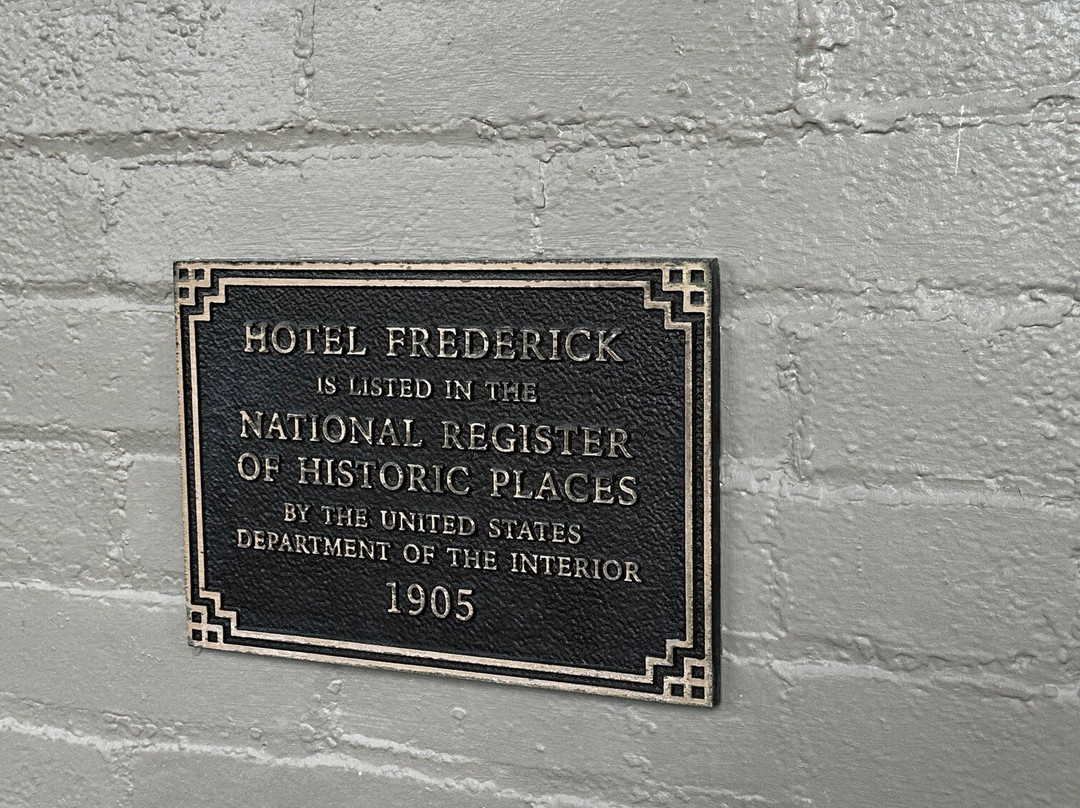 HOTEL FREDERICK
IS LISTED IN THE
NATIONAL REGISTER
OF HISTORIC PLACES
BY THE UNITED STATES
DEPARTMENT OF THE INTERIOR
1905